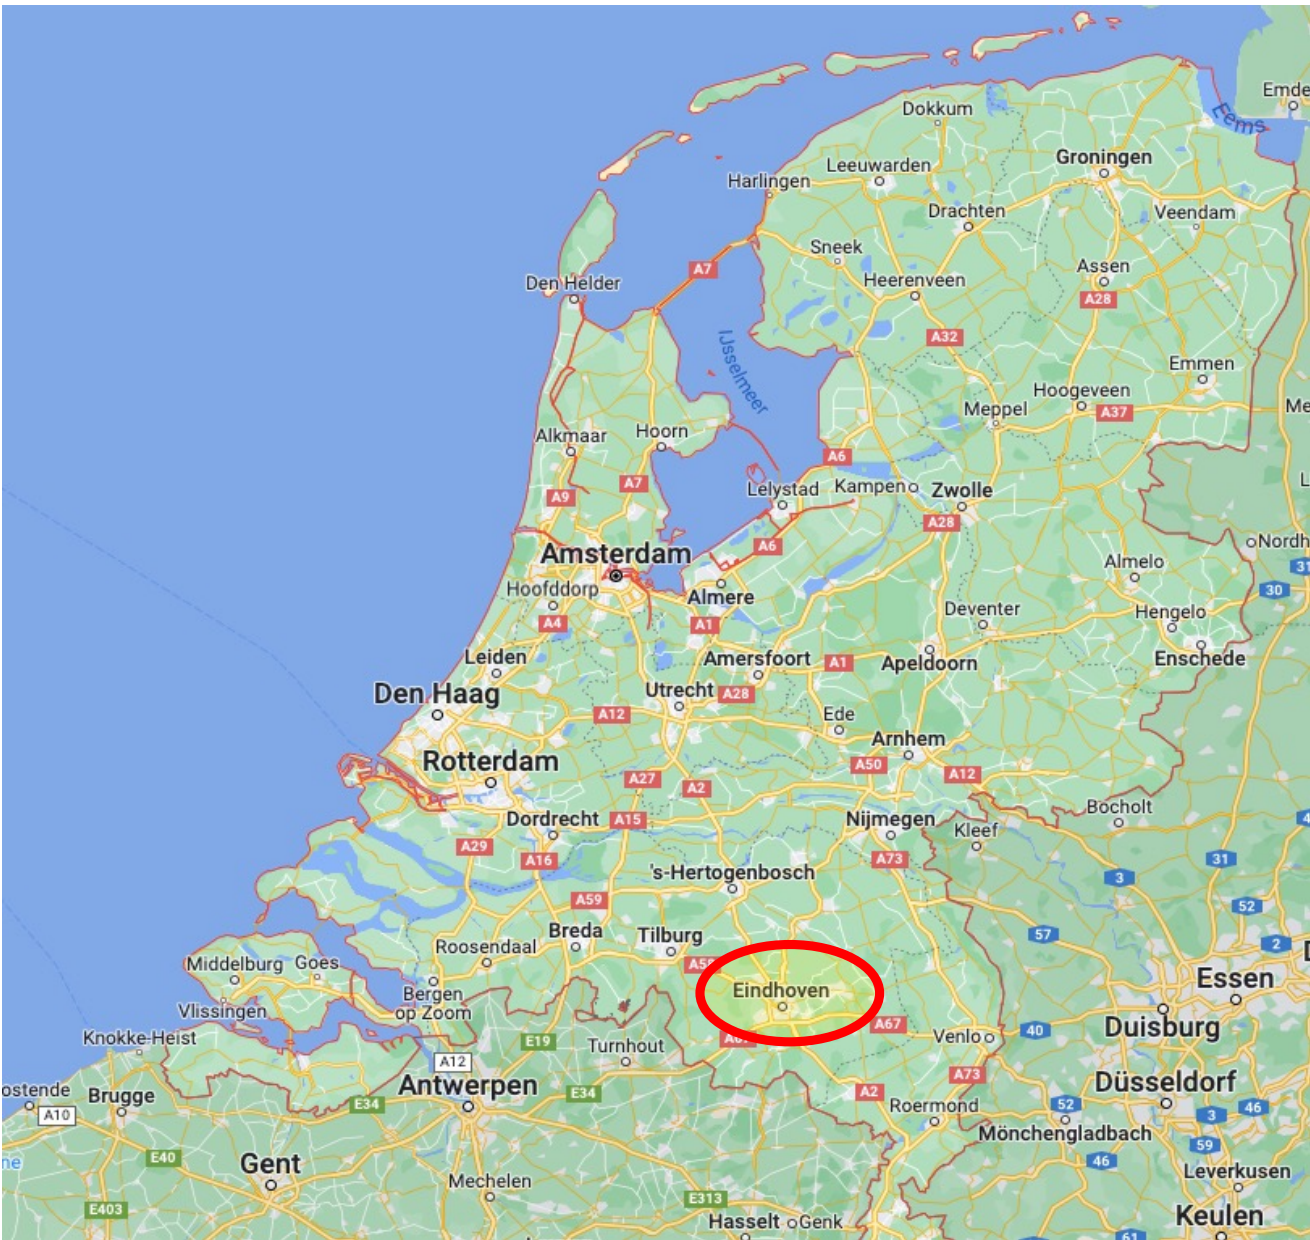 Emde
Eems
Dokkum
Groningen
Leeuwarden
Harlingen
Drachten
Veendam
Sneek
Assen
A7
Heerenveen
Den Helder
A28
A32
IJsselmeer
Emmen
Hoogeveen
Meppel
A37
Me
Alkmaar
Hoorn
A6
A7
A9
Lelystad
Kampen
Zwolle
L
A28
Nordh
Amsterdam
A6
Almelo
31
Hoofddorp
Almere
30
Deventer
Hengelo
A4
A1
Leiden
Amersfoort
A1
Apeldoorn
Enschede
Den Haag
Utrecht
A28
A12
Ede
Arnhem
Rotterdam
A50
A12
A27
A2
Bocholt
Dordrecht
A15
Nijmegen
Kleef
4
A29
A16
A73
31
's-Hertogenbosch
3
A59
52
Breda
Tilburg
57
2
D
Roosendaal
A58
Middelburg
Goes
Essen
Eindhoven
Bergen
op Zoom
Vlissingen
A67
Duisburg
Knokke-Heist
E19
Turnhout
Venlo
40
A12
A73
oostende
Brugge
Antwerpen
E34
A2
Düsseldorf
A10
E34
Roermond
52
46
3
Mönchengladbach
59
ne
E40
Gent
46
Mechelen
Leverkusen
E403
E313
Hasselt
Genk
Keulen
61